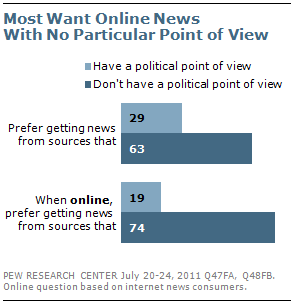 Most Want Online News
With No Particular Point of View
Have a political point of view
Don't have a political point of view
Prefer getting news
from sources that
29
63
When online,
prefer getting news
from sources that
19
74
PEW RESEARCH CENTER July 20-24, 2011 Q47FA, Q48FB.
Online question based on internet news consumers.